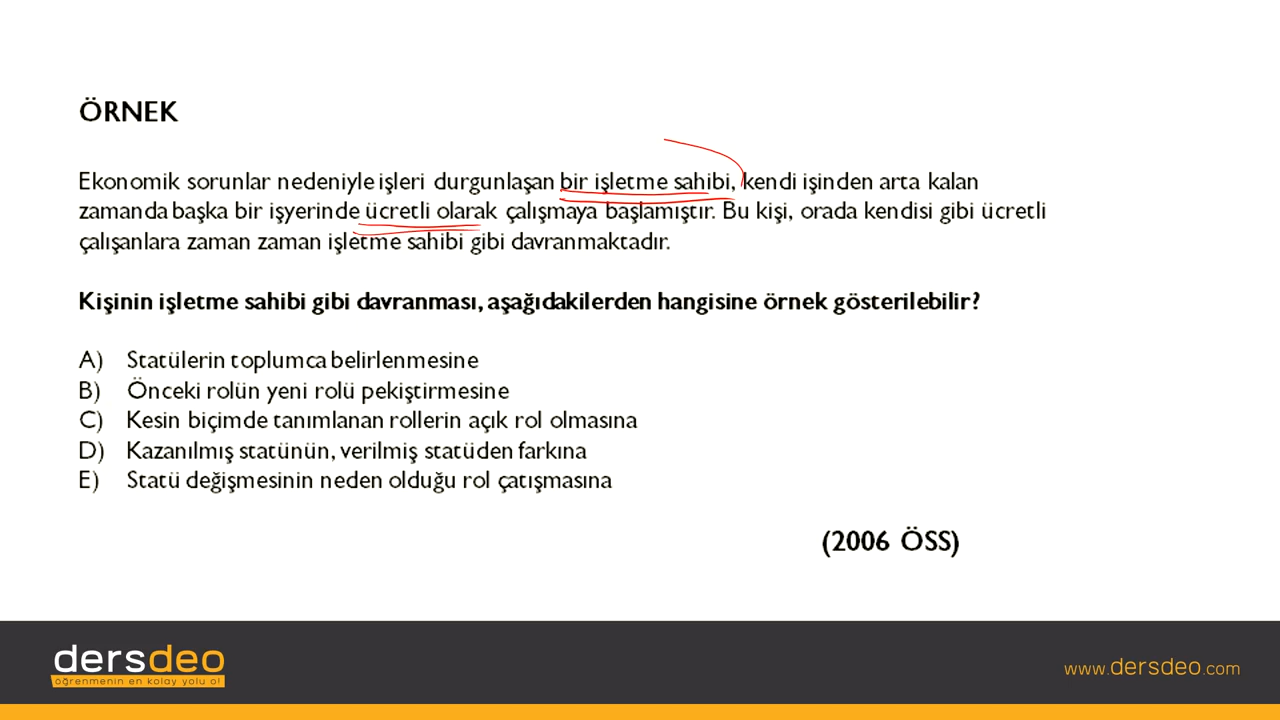 ÖRNEK
Ekonomik sorunlar nedeniyle işleri durgunlaşan bir işletme sahibi, kendi işinden arta kalan
zamanda başka bir işyerinde ücretli olarak çalışmaya başlamıştır. Bu kişi, orada kendisi gibi ücretli
çalışanlara zaman zaman işletme sahibi gibi davranmaktadır.
Kişinin işletme sahibi gibi davranması, aşağıdakilerden hangisine örnek gösterilebilir?
A) Statülerin toplumca belirlenmesine
B) Önceki rolün yeni rolü pekiştirmesine
C) Kesin biçimde tanımlanan rollerin açık rol olmasına
D) Kazanılmış statünün, verilmiş statüden farkına
E) Statü değişmesinin neden olduğu rol çatışmasına
(2006 ÖSS)
dersdeo
öğrenmenin en kolay yolu o!
www.dersdeo.com